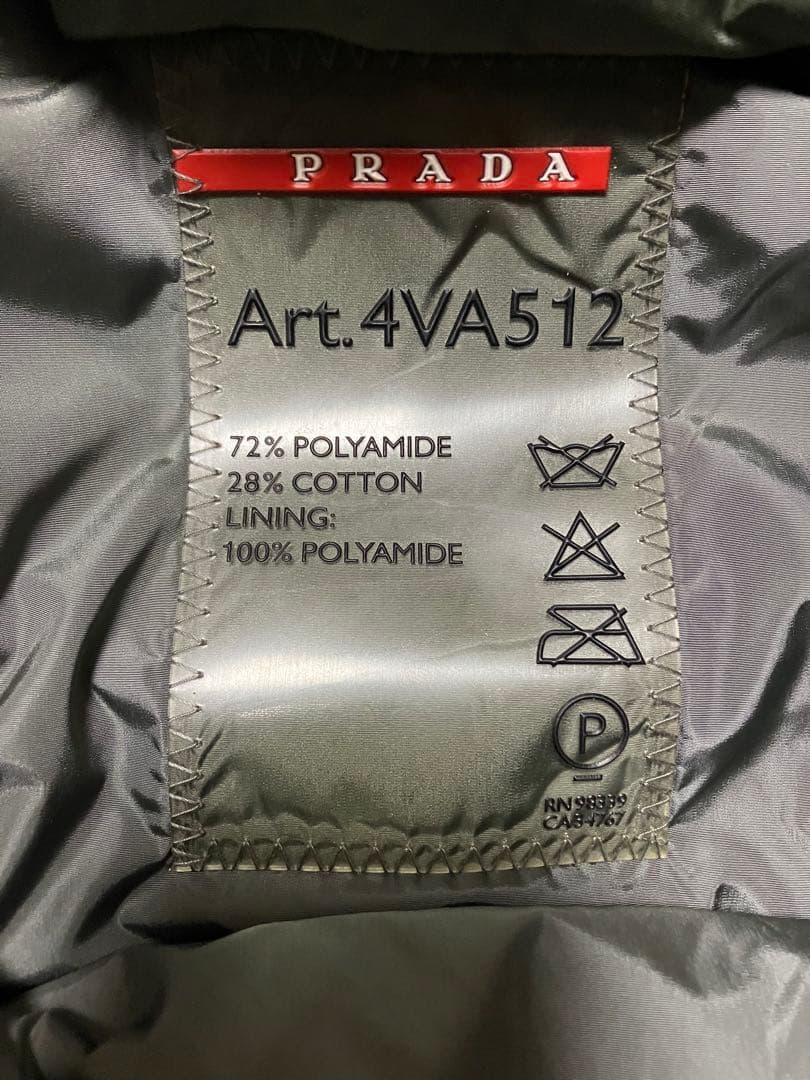 PRADA
Art. 4VA512
72% POLYAMIDE
28% COTTON
LINING:
100% POLYAMIDE
P
RN 98339
CA 34767